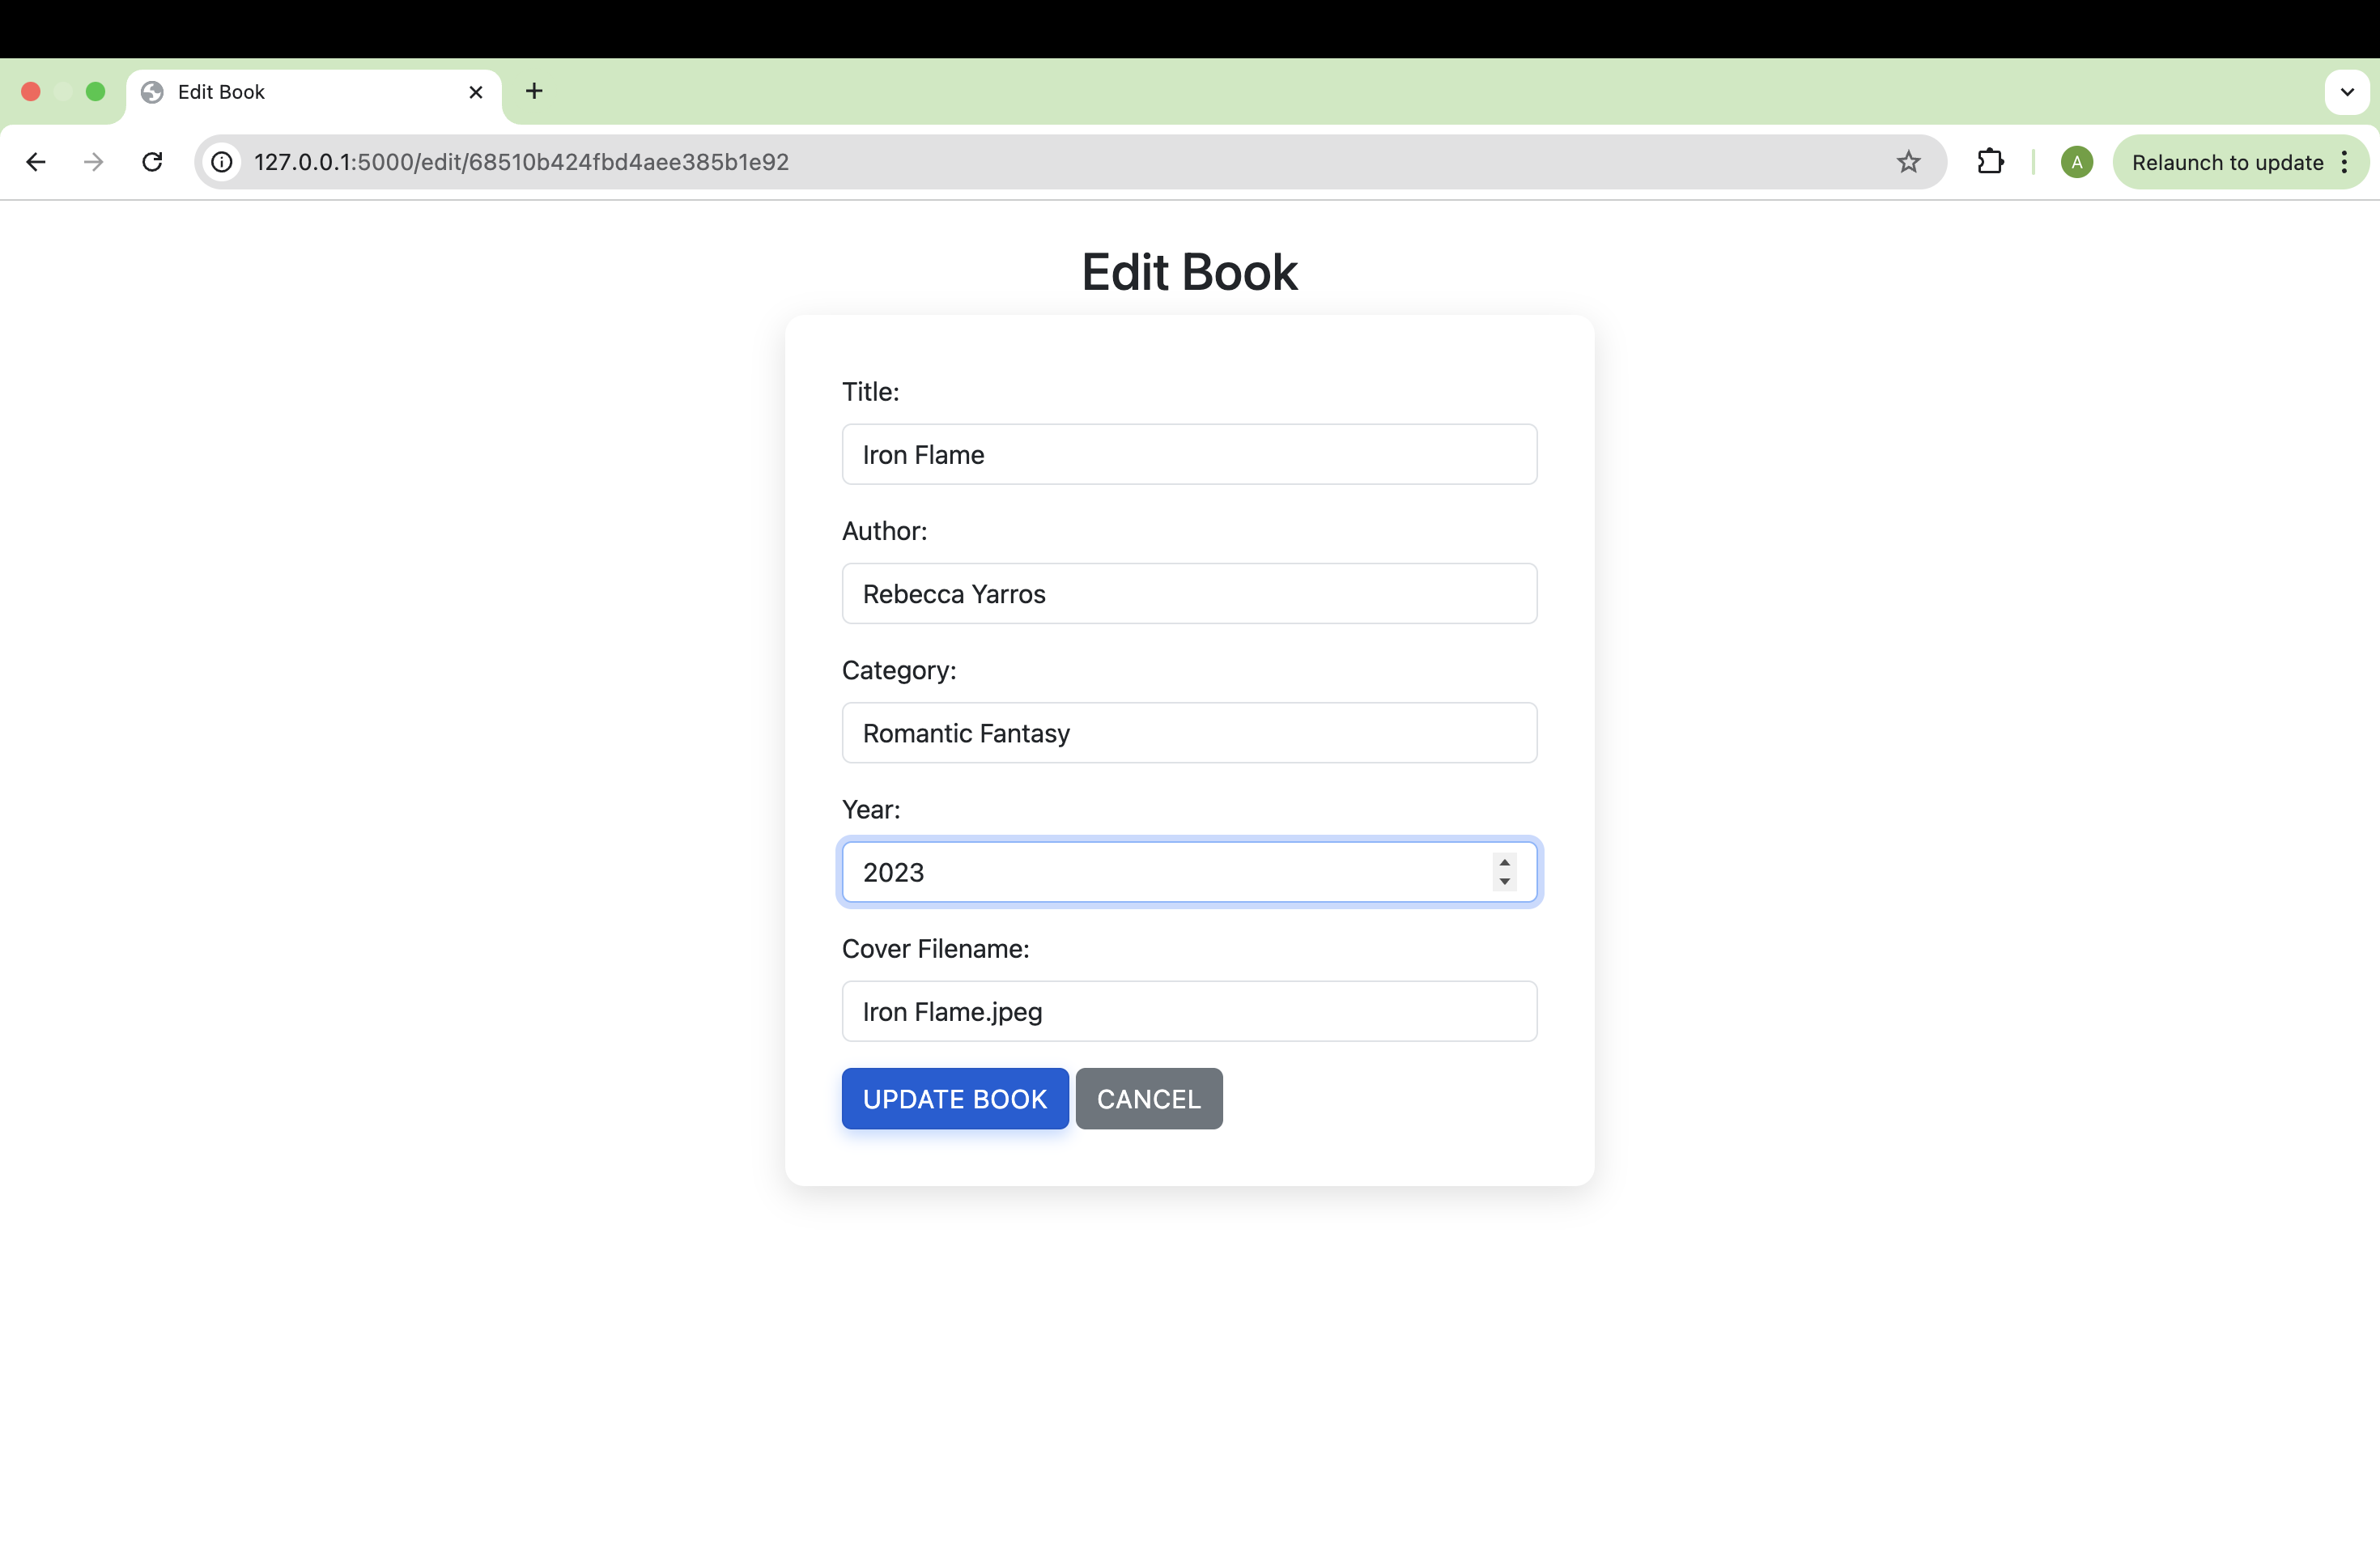 Edit Book
127.0.0.1:5000/edit/68510b424fbd4aee385b1e92
A
Relaunch to update
Edit Book
Title:
Iron Flame
Author:
Rebecca Yarros
Category:
Romantic Fantasy
Year:
2023
Cover Filename:
Iron Flame.jpeg
UPDATE BOOK CANCEL